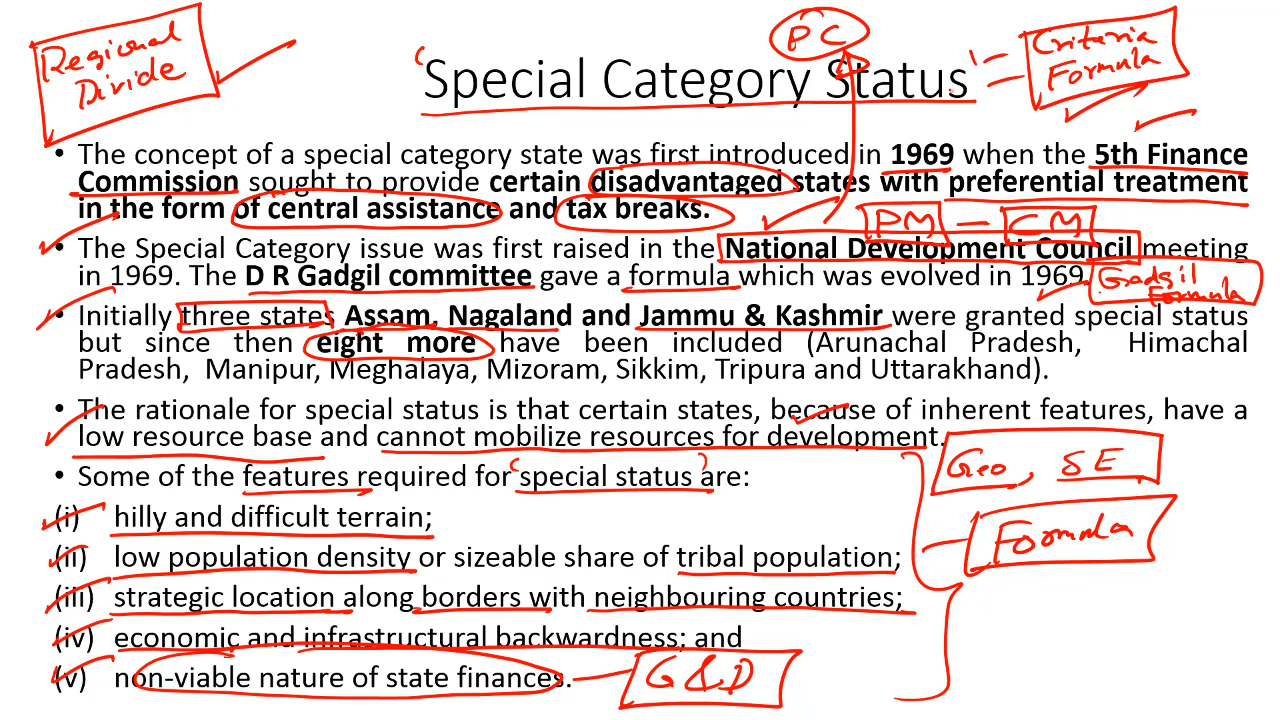 PC
Regional
Divide
'Special Category Status'
Criteria
Formula
• The concept of a special category state was first introduced in 1969 when the 5th Finance
Commission sought to provide certain disadvantaged states with preferential treatment
in the form of central assistance and tax breaks.
PM — CM
• The Special Category issue was first raised in the National Development Council meeting
in 1969. The D R Gadgil committee gave a formula which was evolved in 1969.
Gadgil
Formula
• Initially three states Assam, Nagaland and Jammu & Kashmir were granted special status
but since then eight more have been included (Arunachal Pradesh, Himachal
Pradesh, Manipur, Meghalaya, Mizoram, Sikkim, Tripura and Uttarakhand).
• The rationale for special status is that certain states, because of inherent features, have a
low resource base and cannot mobilize resources for development.
Geo, SE
• Some of the features required for 'special status' are:
(i) hilly and difficult terrain;
Formula
(ii) low population density or sizeable share of tribal population;
(iii) strategic location along borders with neighbouring countries;
(iv) economic and infrastructural backwardness; and
(v) non-viable nature of state finances.
G&D